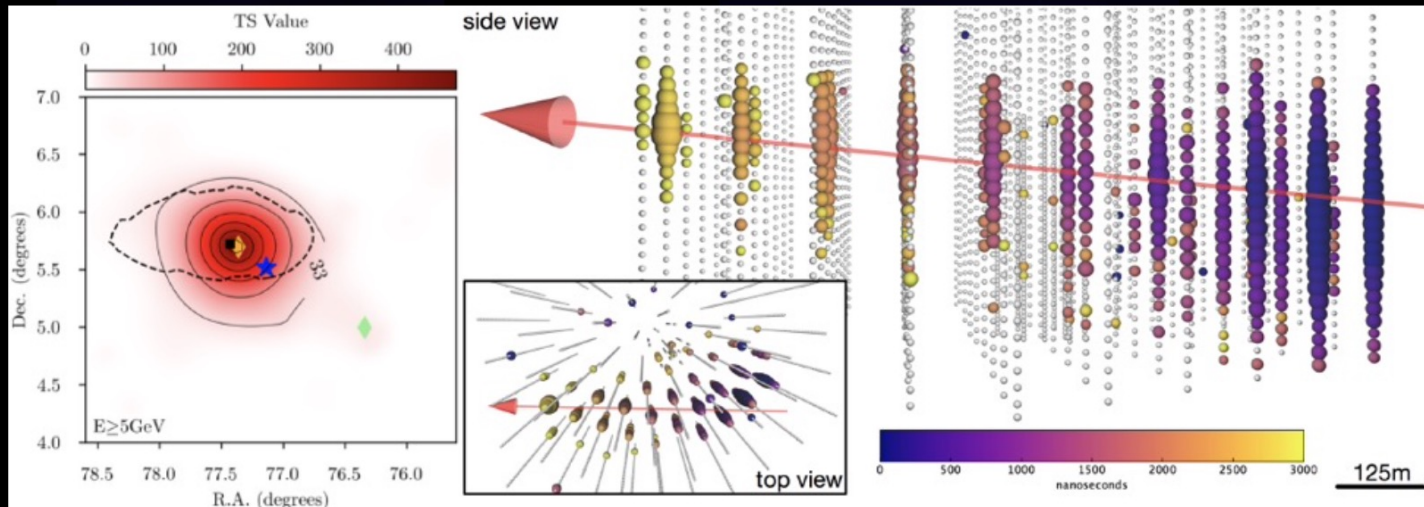 TS Value
0 100 200 300 400
7.0
6.5
6.0
5.5
5.0
4.5
4.0
Dec. (degrees)
33
E≥5GeV
78.5 78.0 77.5 77.0 76.5 76.0
R.A. (degrees)
side view
top view
0 500 1000 1500 2000 2500 3000
nanoseconds
125m